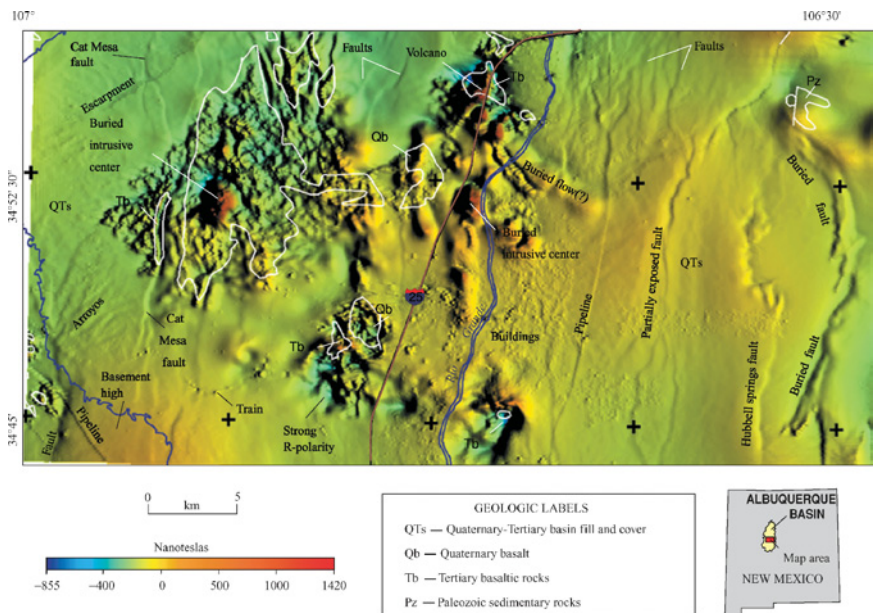 107°
106°30'
Cat Mesa
fault
Faults
Volcano
Tb
Faults
Pz
Escarpment
Buried
intrusive
center
Qb
Buried flow(?)
Buried
fault
34°52'30"
QTs
Tb
Buried
intrusive center
QTs
Partially exposed fault
Pipeline
25
Arroyos
Cat
Mesa
fault
Qb
Tb
Rio Grande
Buildings
Hubbell springs fault
Buried fault
Basement
high
Train
34°45'
Fault
Pipeline
Strong
R-polarity
Tb
0 5
km
Nanoteslas
−855 −400 0 500 1000 1420
GEOLOGIC LABELS
QTs — Quaternary-Tertiary basin fill and cover
Qb — Quaternary basalt
Tb — Tertiary basaltic rocks
Pz — Paleozoic sedimentary rocks
ALBUQUERQUE
BASIN
Map area
NEW MEXICO